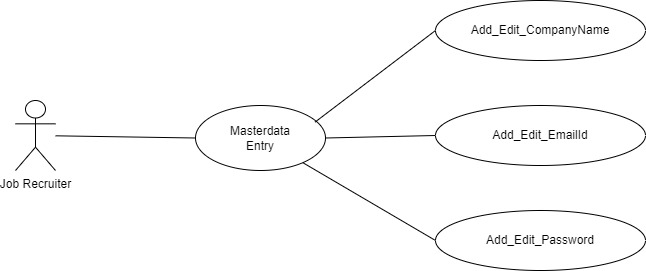 Add_Edit_CompanyName
Masterdata
Entry
Add_Edit_EmailId
Job Recruiter
Add_Edit_Password